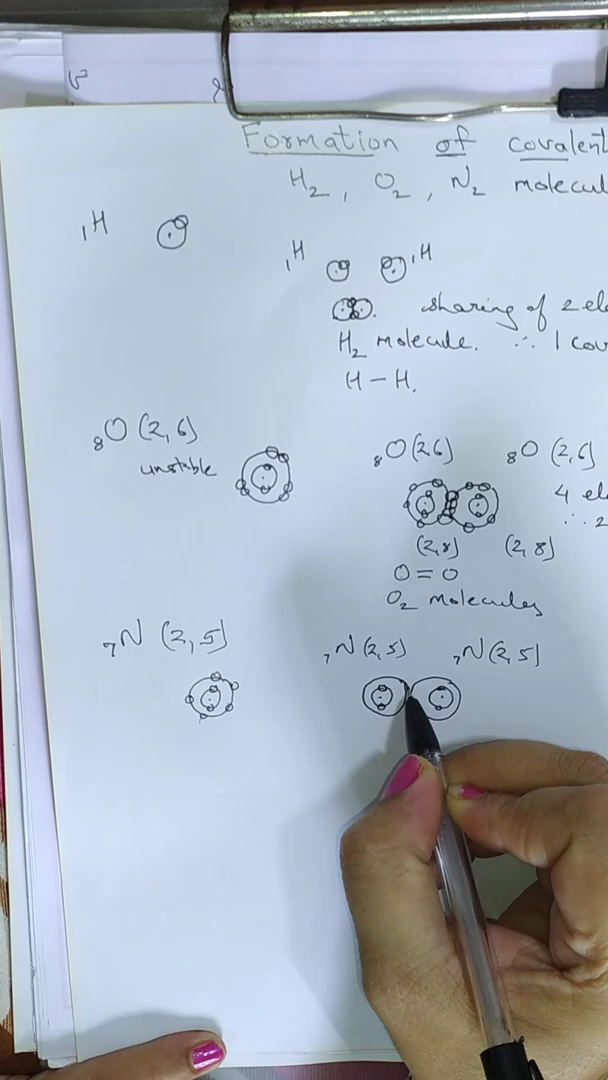 Formation of covalent
H₂, O₂, N₂ molecul
₁H
₁H ₁H
sharing of 2 ele
H₂ molecule. ∴ 1 cov
H – H.
₈O (2, 6)
unstable
₈O (2 6) ₈O (2, 6)
4 ele
∴ 2
(2, 8) (2, 8)
O = O
O₂ molecules
₇N (2, 5)
₇N (2, 5) ₇N (2, 5)